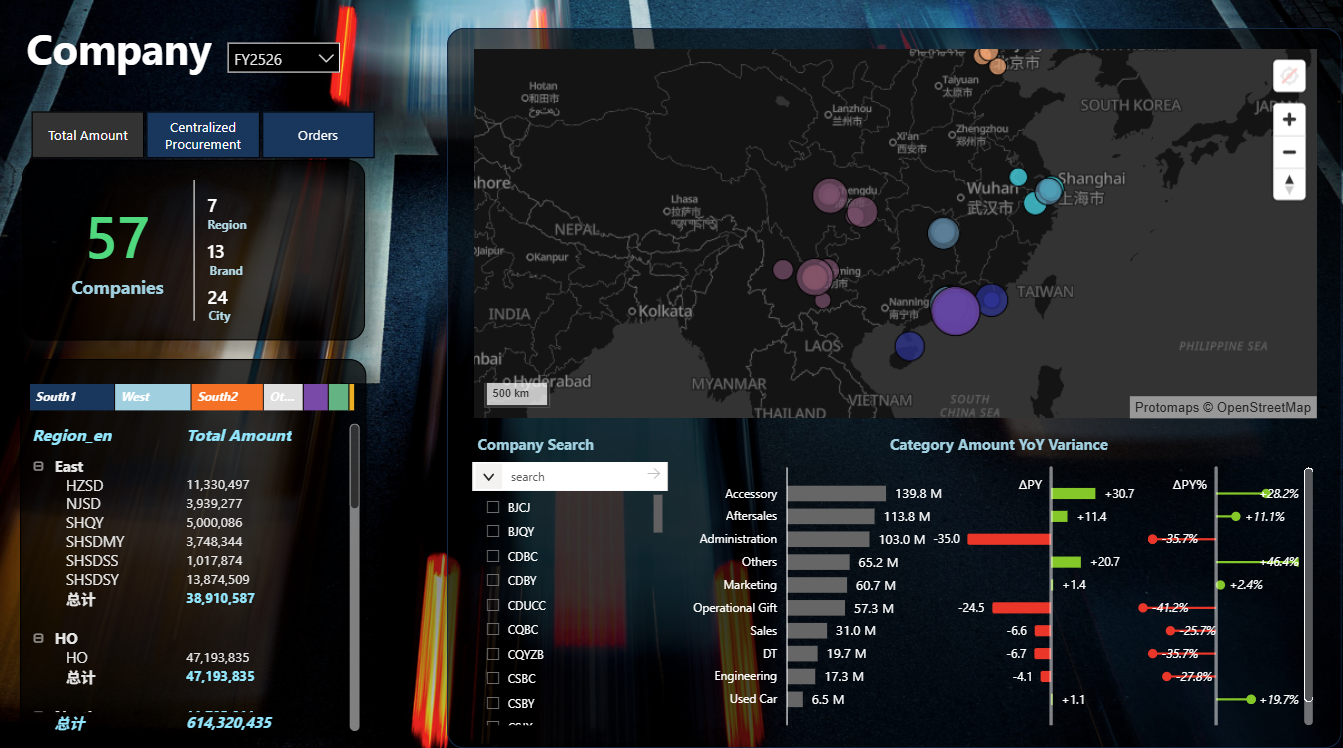 Company
FY2526
Total Amount
Centralized
Procurement
Orders
57
Companies
7
Region
13
Brand
24
City
South1
West
South2
Ot...
Region_en Total Amount
East
HZSD 11,330,497
NJSD 3,939,277
SHQY 5,000,086
SHSDMY 3,748,344
SHSDSS 1,017,874
SHSDSY 13,874,509
总计 38,910,587
HO
HO 47,193,835
总计 47,193,835
总计 614,320,435
Hotan
和田市
Taiyuan
太原市
北京市
SOUTH KOREA
Lanzhou
兰州市
Xi'an
西安市
Zhengzhou
郑州市
Shanghai
上海市
Wuhan
武汉市
Lhasa
拉萨市
NEPAL
Jaipur
Kanpur
Nanning
南宁市
TAIWAN
INDIA
Kolkata
LAOS
PHILIPPINE SEA
Hyderabad
MYANMAR
VIETNAM
SOUTH
CHINA SEA
THAILAND
500 km
Protomaps © OpenStreetMap
Company Search
search
BJCJ
BJQY
CDBC
CDBY
CDUCC
CQBC
CQYZB
CSBC
CSBY
Category Amount YoY Variance
ΔPY ΔPY%
Accessory 139.8 M +30.7 +28.2%
Aftersales 113.8 M +11.4 +11.1%
Administration 103.0 M -35.0 -35.7%
Others 65.2 M +20.7 +46.4%
Marketing 60.7 M +1.4 +2.4%
Operational Gift 57.3 M -24.5 -41.2%
Sales 31.0 M -6.6 -25.7%
DT 19.7 M -6.7 -35.7%
Engineering 17.3 M -4.1 -27.8%
Used Car 6.5 M +1.1 +19.7%